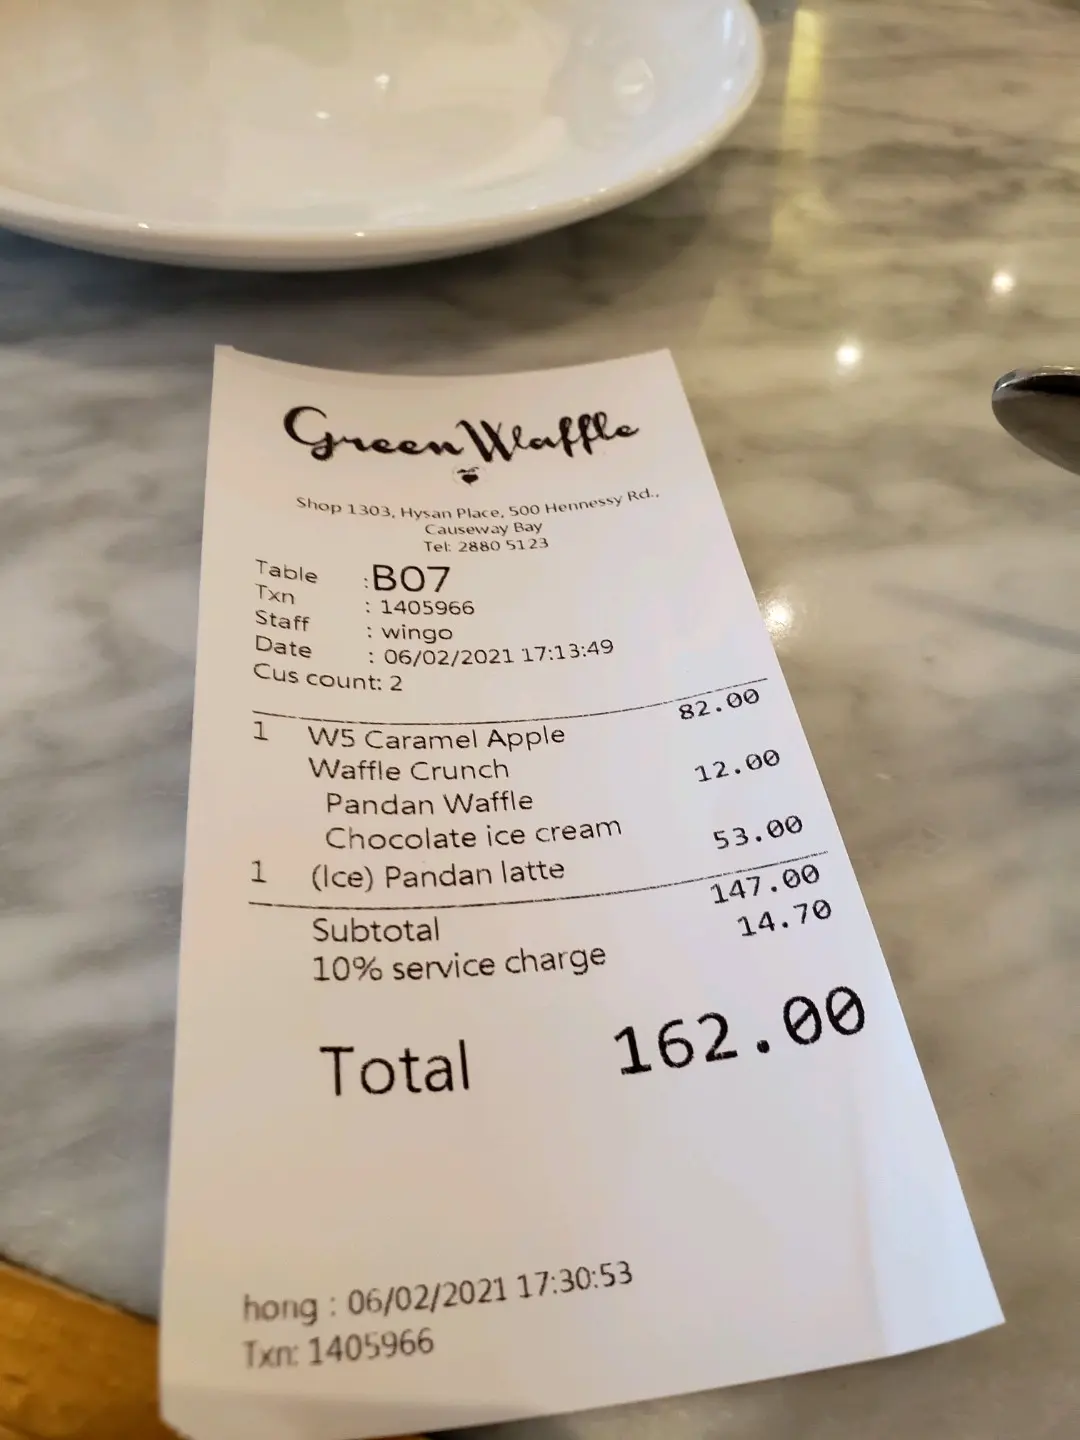 Green Waffle
Shop 1303, Hysan Place, 500 Hennessy Rd.,
Causeway Bay
Tel: 2880 5123
Table : B07
Txn : 1405966
Staff : wingo
Date : 06/02/2021 17:13:49
Cus count: 2
1 W5 Caramel Apple 82.00
Waffle Crunch
Pandan Waffle 12.00
Chocolate ice cream
1 (Ice) Pandan latte 53.00
Subtotal 147.00
10% service charge 14.70
Total 162.00
hong : 06/02/2021 17:30:53
Txn: 1405966